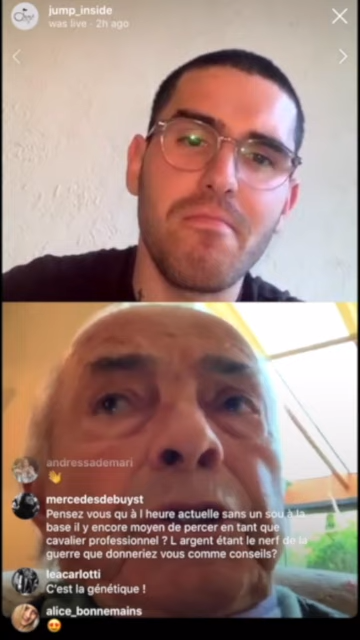 jump_inside
was live · 2h ago
andressademari
👋
mercedesdebuyst
Pensez vous qu à l heure actuelle sans un sou à la
base il y encore moyen de percer en tant que
cavalier professionnel ? L argent étant le nerf de la
guerre que donneriez vous comme conseils?
leacarlotti
C’est la génétique !
alice_bonnemains
😍